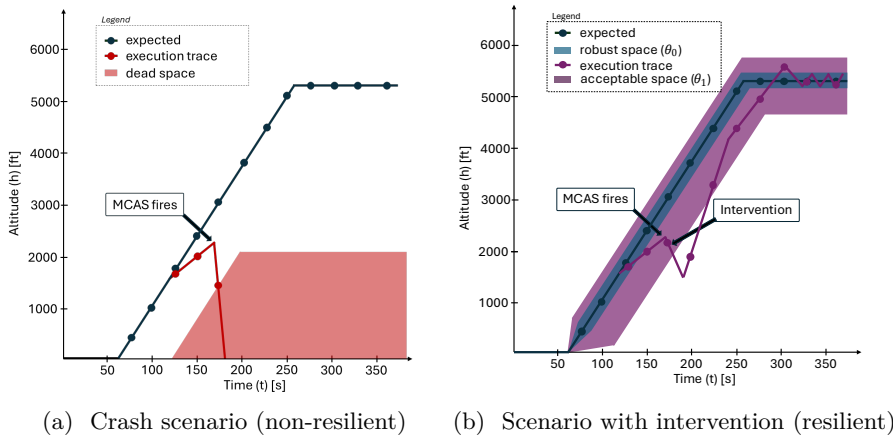 Legend
expected
execution trace
dead space
6000
5000
4000
3000
2000
1000
Altitude (h) [ft]
MCAS fires
50 100 150 200 250 300 350
Time (t) [s]
(a) Crash scenario (non-resilient)
Legend
expected
robust space (θ₀)
execution trace
acceptable space (θ₁)
6000
5000
4000
3000
2000
1000
Altitude (h) [ft]
MCAS fires
Intervention
50 100 150 200 250 300 350
Time (t) [s]
(b) Scenario with intervention (resilient)